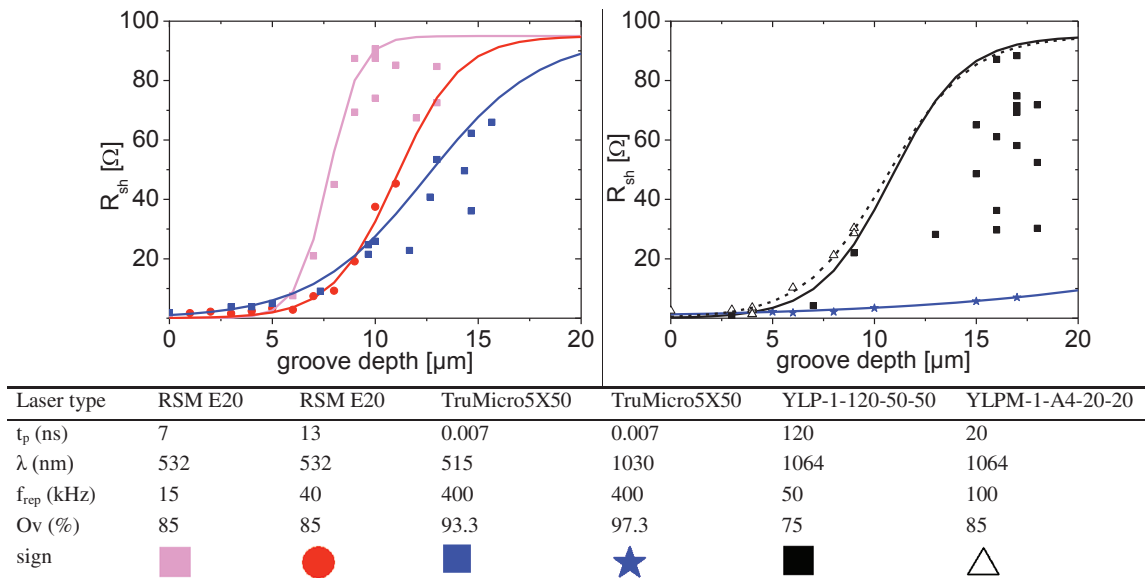 100
80
60
40
20
R_sh [Ω]
0 5 10 15 20
groove depth [µm]
100
80
60
40
20
R_sh [Ω]
0 5 10 15 20
groove depth [µm]
Laser type RSM E20 RSM E20 TruMicro5X50 TruMicro5X50 YLP-1-120-50-50 YLPM-1-A4-20-20
t_p (ns) 7 13 0.007 0.007 120 20
λ (nm) 532 532 515 1030 1064 1064
f_rep (kHz) 15 40 400 400 50 100
Ov (%) 85 85 93.3 97.3 75 85
sign